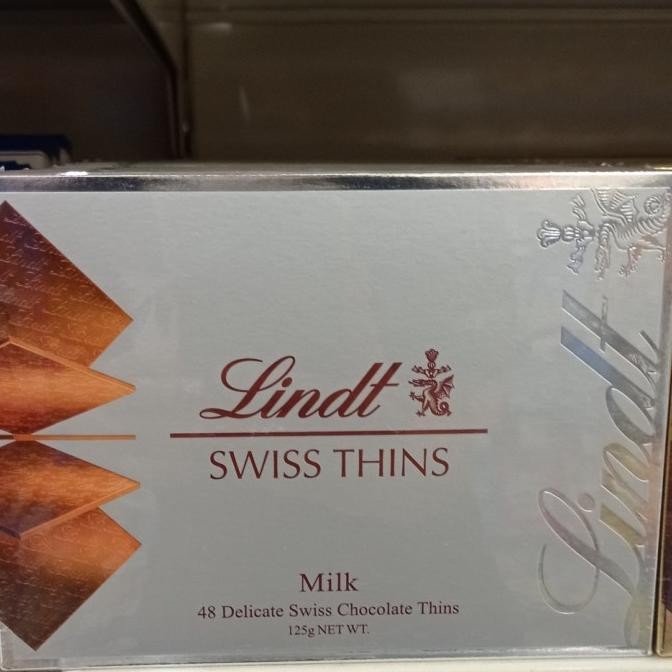 Lindt
SWISS THINS
Milk
48 Delicate Swiss Chocolate Thins
125g NET WT.
Lindt